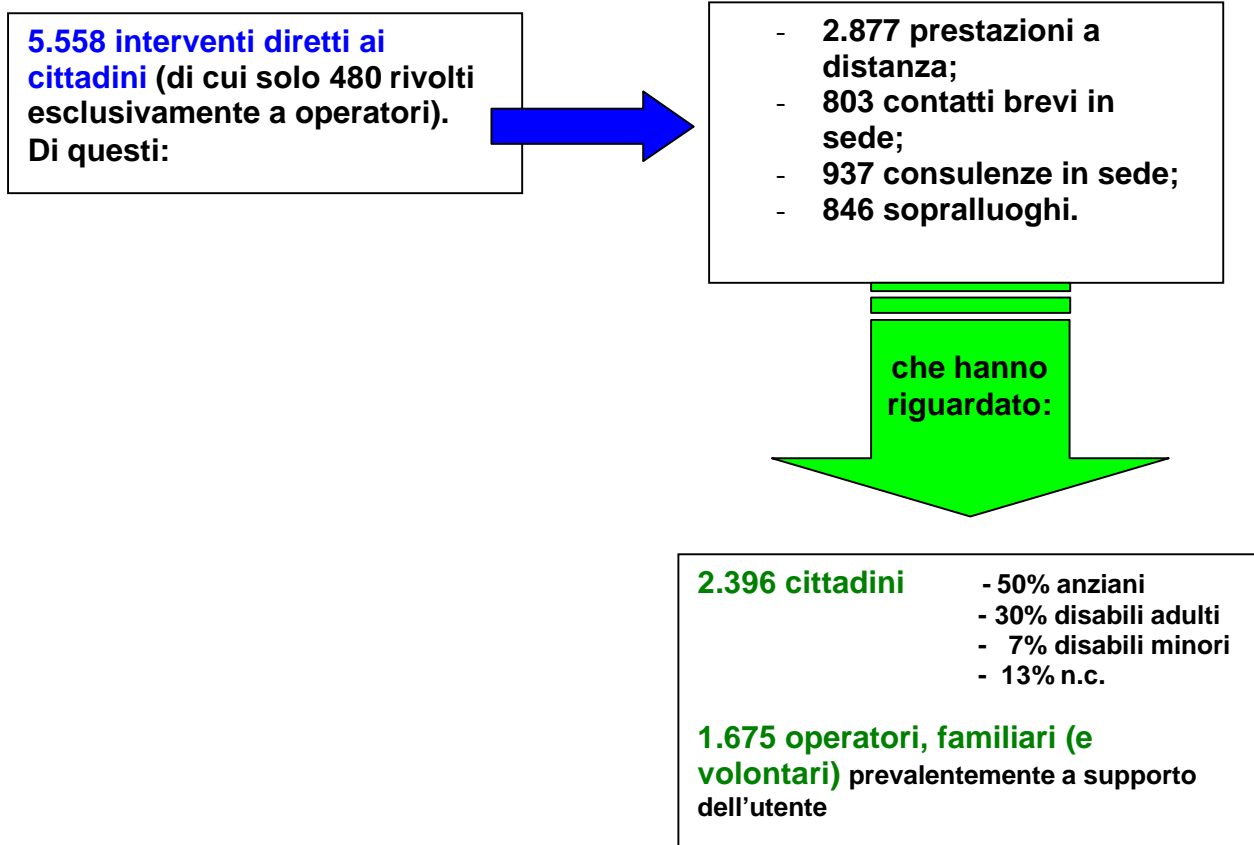 5.558 interventi diretti ai
cittadini (di cui solo 480 rivolti
esclusivamente a operatori).
Di questi:
- 2.877 prestazioni a
distanza;
- 803 contatti brevi in
sede;
- 937 consulenze in sede;
- 846 sopralluoghi.
che hanno
riguardato:
2.396 cittadini - 50% anziani
- 30% disabili adulti
- 7% disabili minori
- 13% n.c.
1.675 operatori, familiari (e
volontari) prevalentemente a supporto
dell’utente